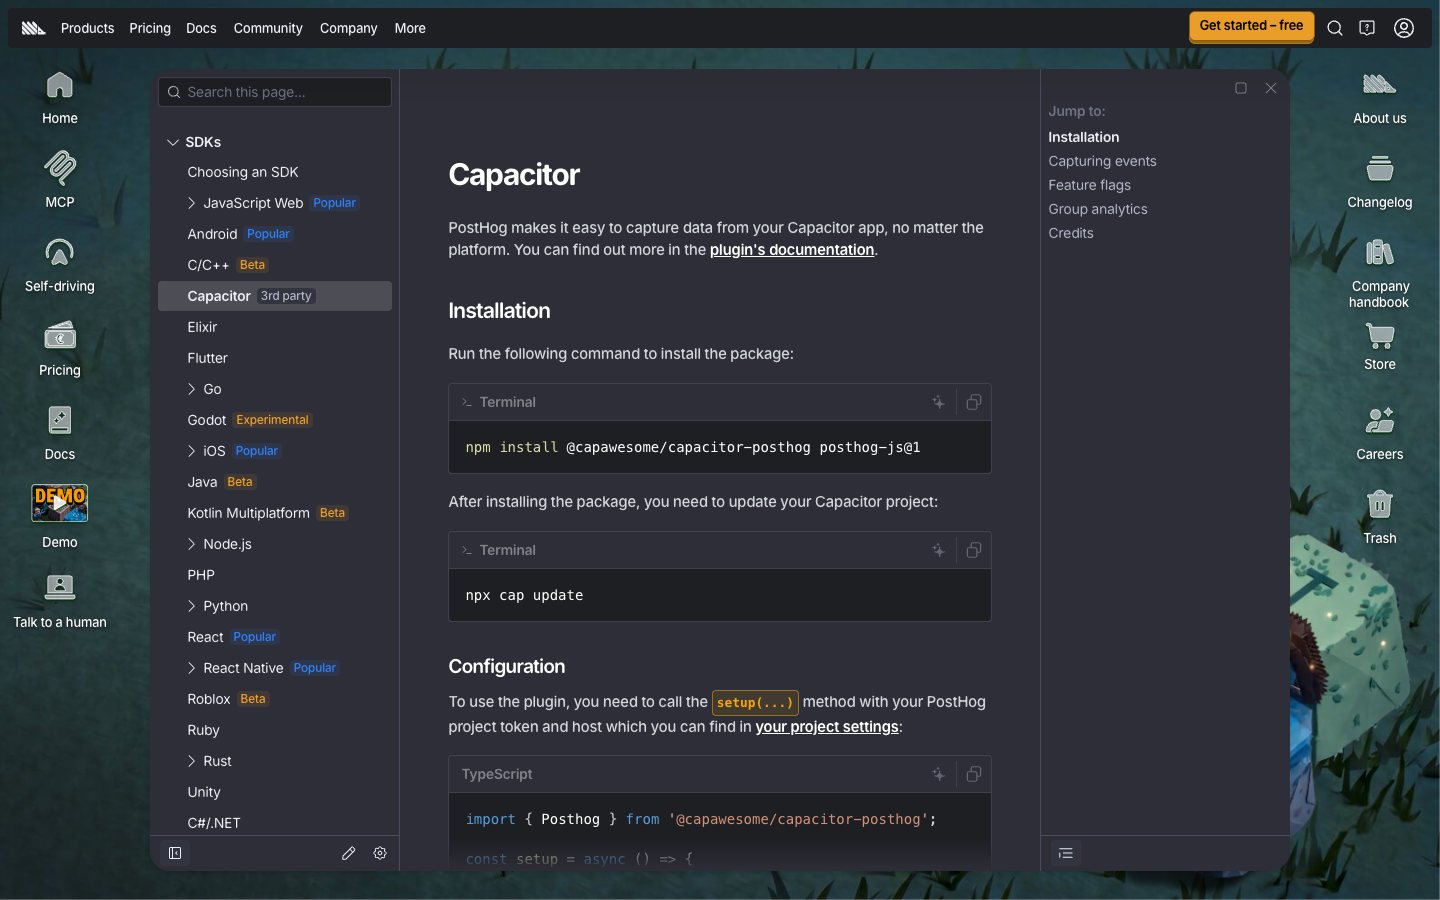 Products Pricing Docs Community Company More
Get started – free
Home
MCP
Self-driving
Pricing
Docs
DEMO
Demo
Talk to a human
Search this page...
SDKs
Choosing an SDK
JavaScript Web Popular
Android Popular
C/C++ Beta
Capacitor 3rd party
Elixir
Flutter
Go
Godot Experimental
iOS Popular
Java Beta
Kotlin Multiplatform Beta
Node.js
PHP
Python
React Popular
React Native Popular
Roblox Beta
Ruby
Rust
Unity
C#/.NET
Capacitor
PostHog makes it easy to capture data from your Capacitor app, no matter the
platform. You can find out more in the plugin's documentation.
Installation
Run the following command to install the package:
Terminal
npm install @capawesome/capacitor-posthog posthog-js@1
After installing the package, you need to update your Capacitor project:
Terminal
npx cap update
Configuration
To use the plugin, you need to call the setup(...) method with your PostHog
project token and host which you can find in your project settings:
TypeScript
import { Posthog } from '@capawesome/capacitor-posthog';
const setup = async () => {
Jump to:
Installation
Capturing events
Feature flags
Group analytics
Credits
About us
Changelog
Company
handbook
Store
Careers
Trash